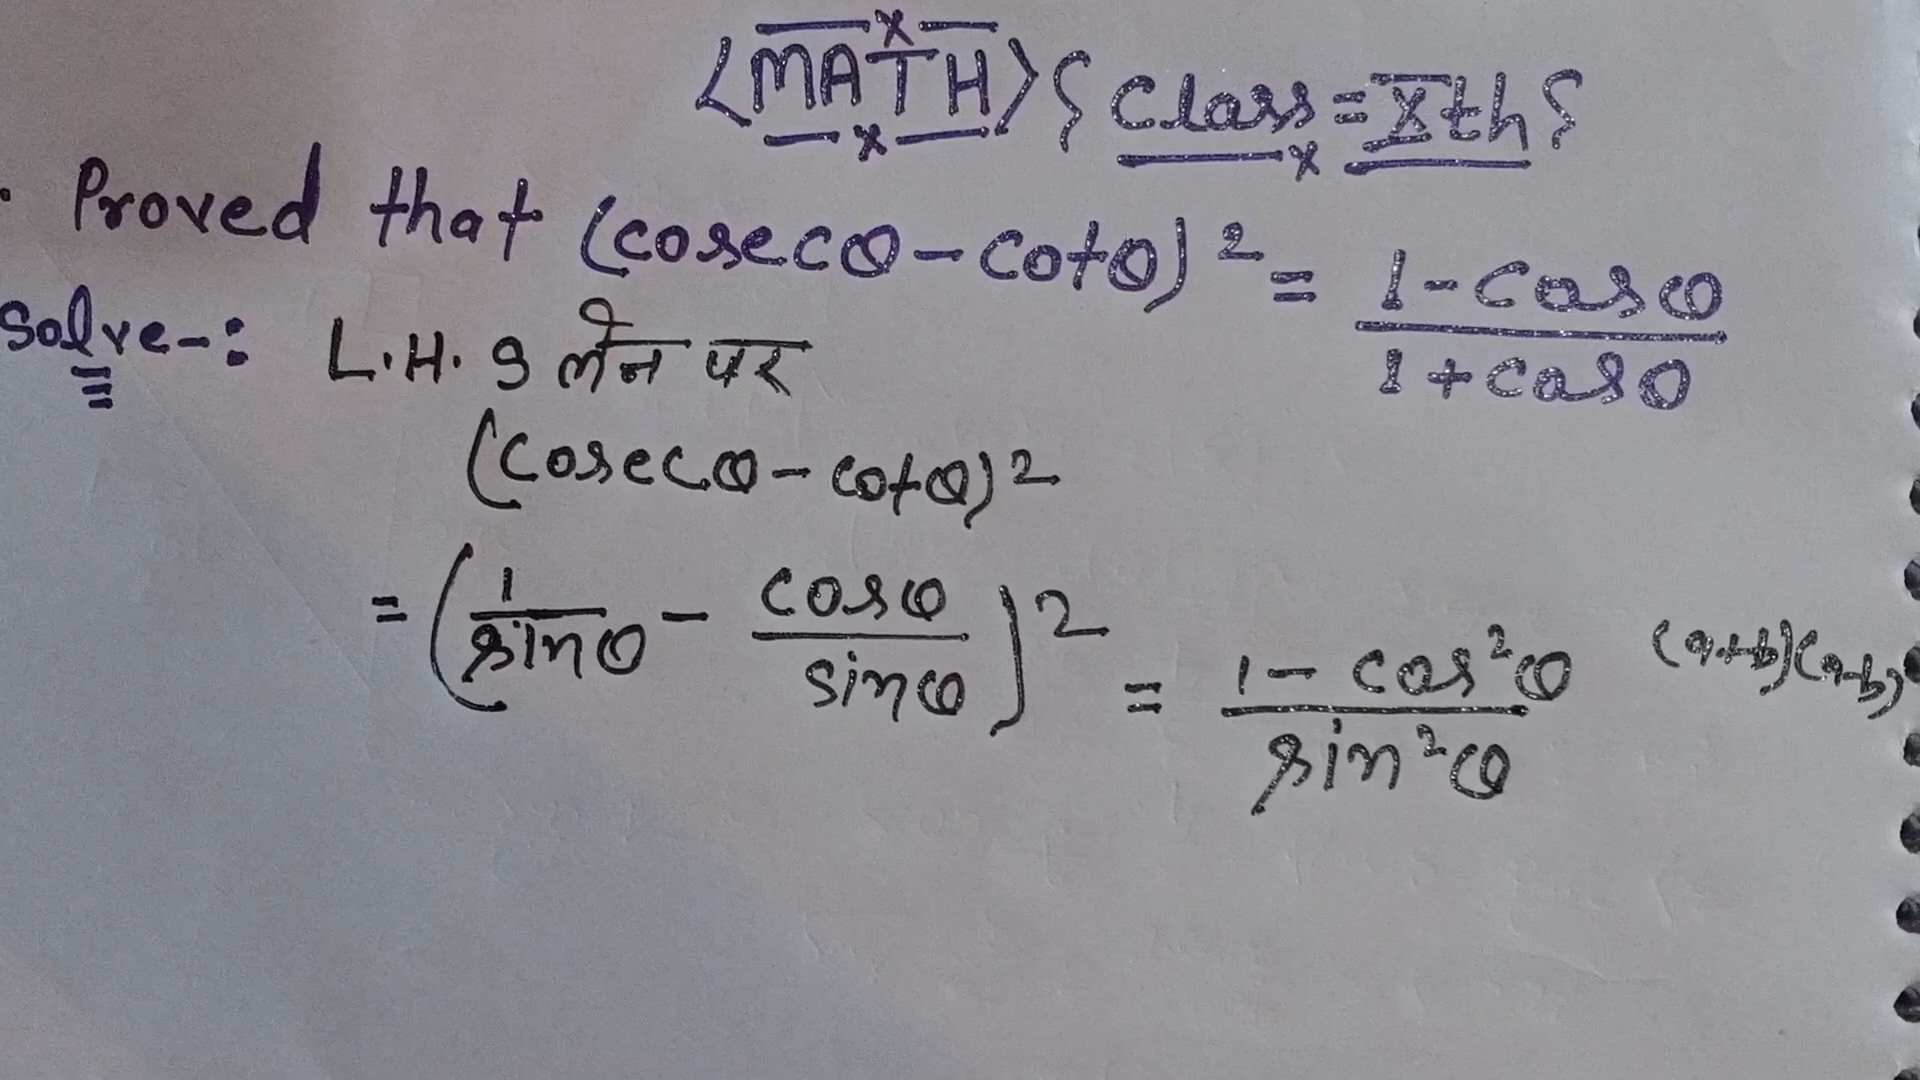 <MATH> { Class = Xth }
Proved that (cosecθ-cotθ)² = 1-cosθ / 1+cosθ
Solve-: L.H.S लेन पर
(cosecθ-cotθ)²
= (1/sinθ - cosθ/sinθ)² = 1-cos²θ / sin²θ (a+b)(a-b)